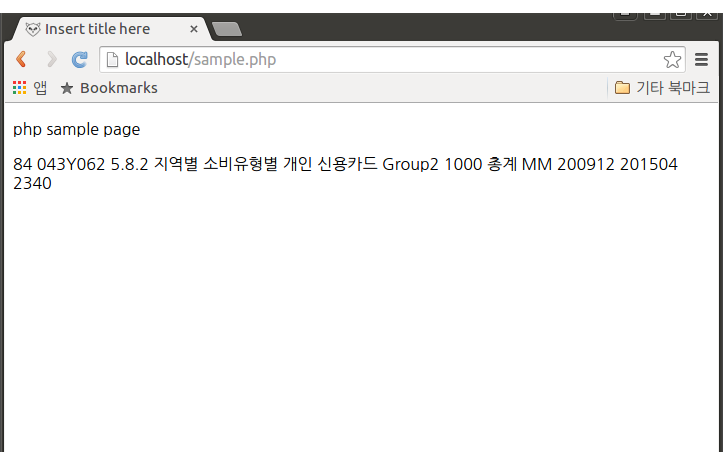 Insert title here
localhost/sample.php
앱 Bookmarks 기타 북마크
php sample page
84 043Y062 5.8.2 지역별 소비유형별 개인 신용카드 Group2 1000 총계 MM 200912 201504
2340